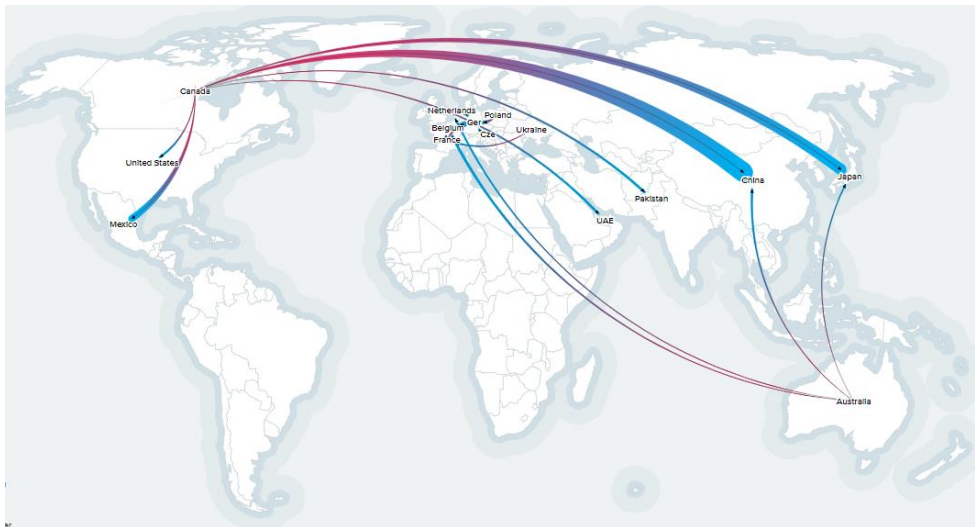 Canada
Netherlands
Poland
Ger
Belgium
Ukraine
Cze
France
United States
Japan
China
Pakistan
UAE
Mexico
Australia